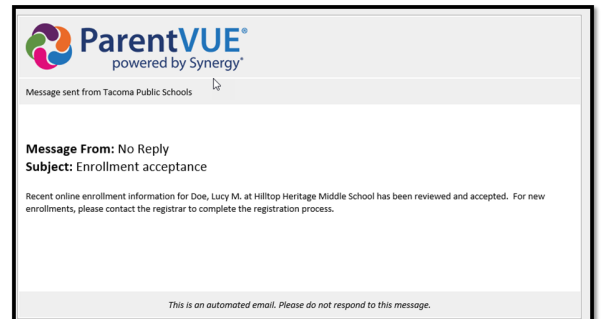 ParentVUE®
powered by Synergy®
Message sent from Tacoma Public Schools
Message From: No Reply
Subject: Enrollment acceptance
Recent online enrollment information for Doe, Lucy M. at Hilltop Heritage Middle School has been reviewed and accepted.  For new
enrollments, please contact the registrar to complete the registration process.
This is an automated email. Please do not respond to this message.